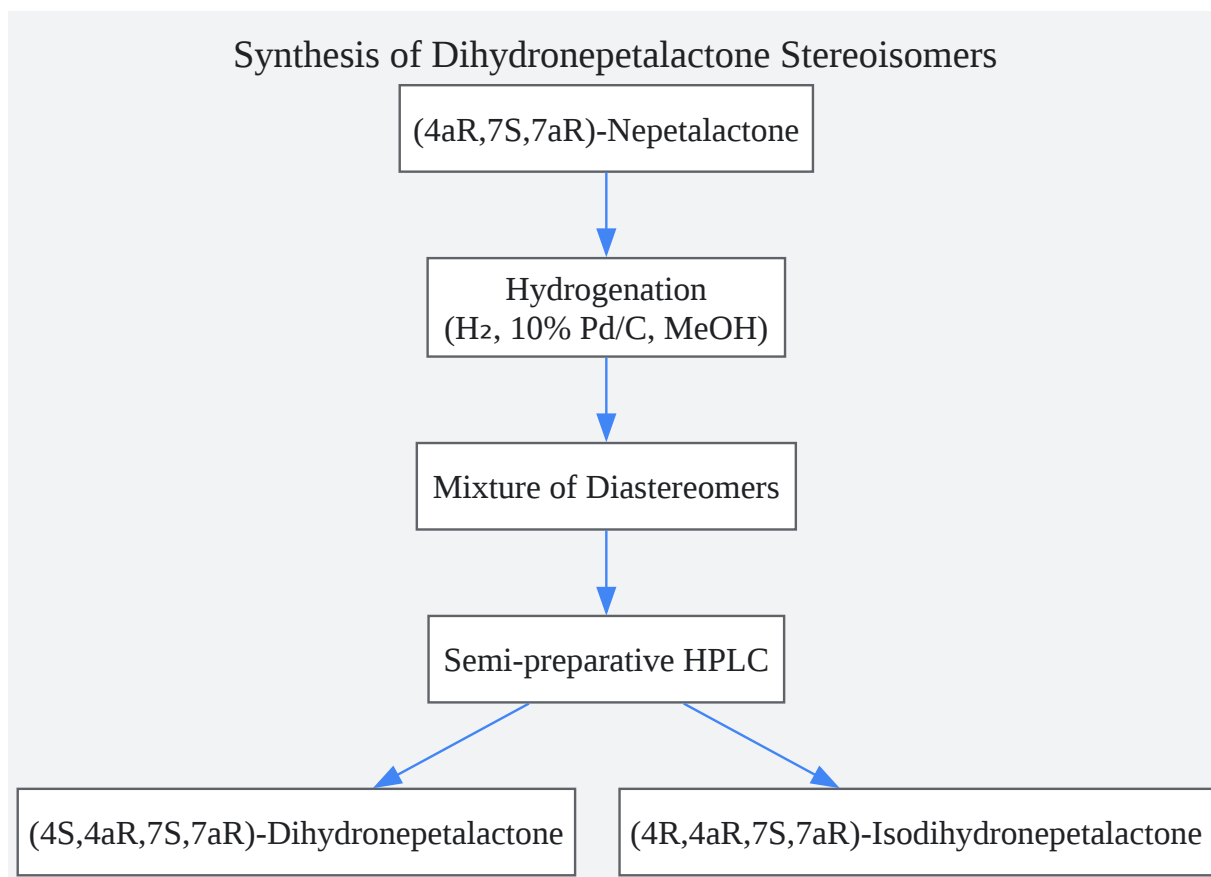 Synthesis of Dihydronepetalactone Stereoisomers
(4aR,7S,7aR)-Nepetalactone
Hydrogenation
(H₂, 10% Pd/C, MeOH)
Mixture of Diastereomers
Semi-preparative HPLC
(4S,4aR,7S,7aR)-Dihydronepetalactone
(4R,4aR,7S,7aR)-Isodihydronepetalactone